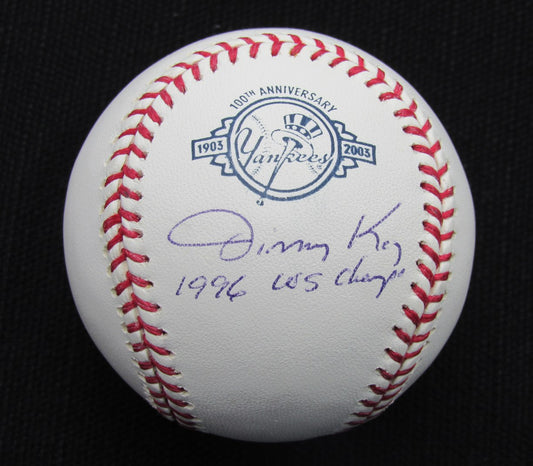 100TH ANNIVERSARY
1903 Yankees 2003
Jimmy Key
1996 WS Champs